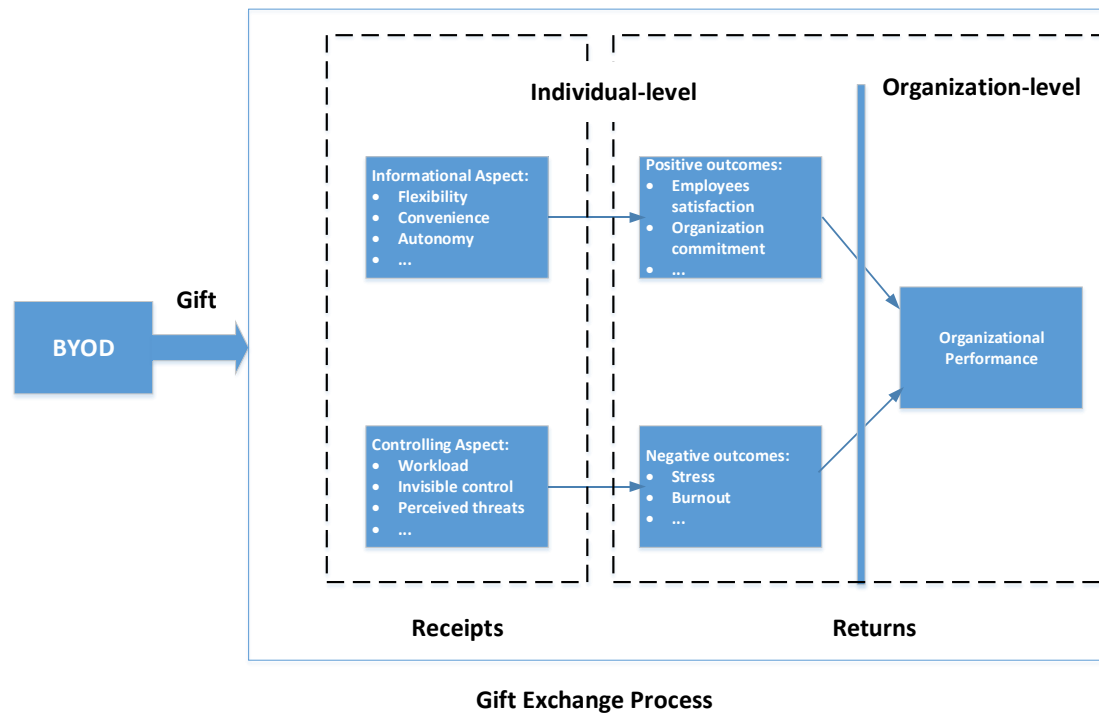 Individual-level
Organization-level
Informational Aspect:
• Flexibility
• Convenience
• Autonomy
• ...
Positive outcomes:
• Employees
satisfaction
• Organization
commitment
• ...
Gift
BYOD
Organizational
Performance
Controlling Aspect:
• Workload
• Invisible control
• Perceived threats
• ...
Negative outcomes:
• Stress
• Burnout
• ...
Receipts
Returns
Gift Exchange Process